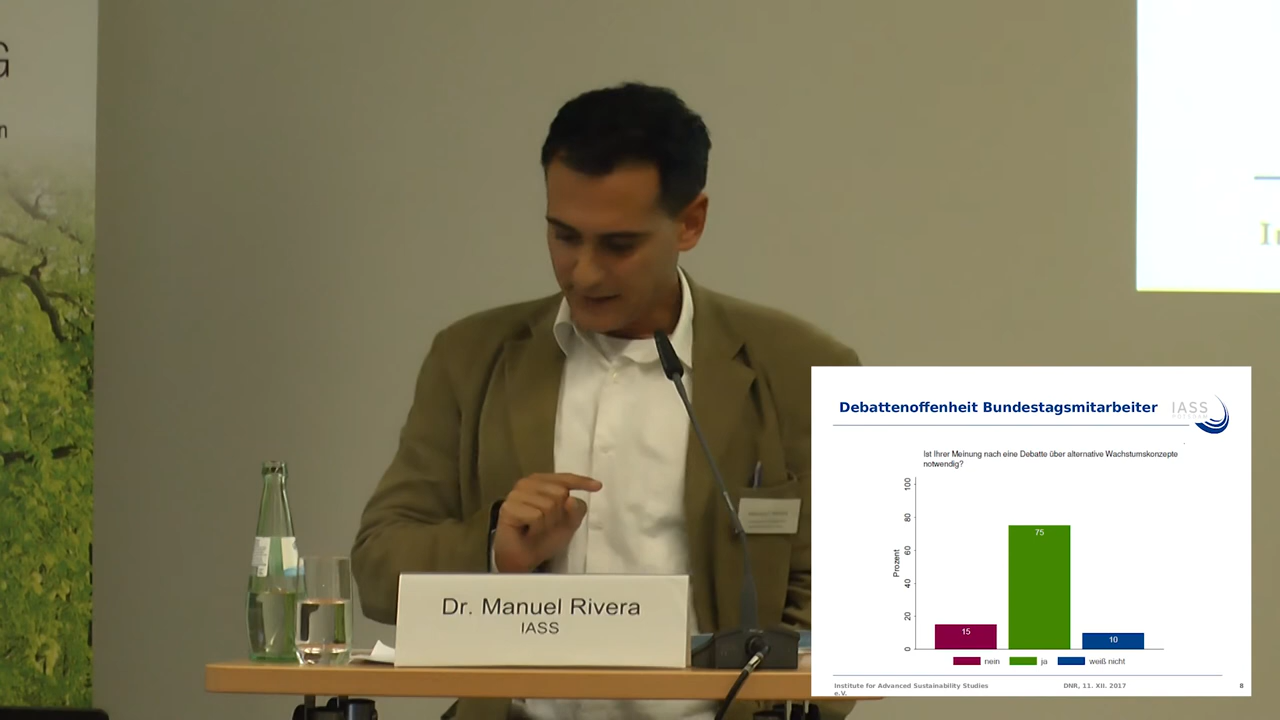 G
n
I
Dr. Manuel Rivera
IASS
Debattenoffenheit Bundestagsmitarbeiter
IASS
Ist Ihrer Meinung nach eine Debatte über alternative Wachstumskonzepte
notwendig?
Prozent
100
80
60
40
20
0
15
75
10
nein
ja
weiß nicht
Institute for Advanced Sustainability Studies
e.V.
DNR, 11. XII. 2017
8